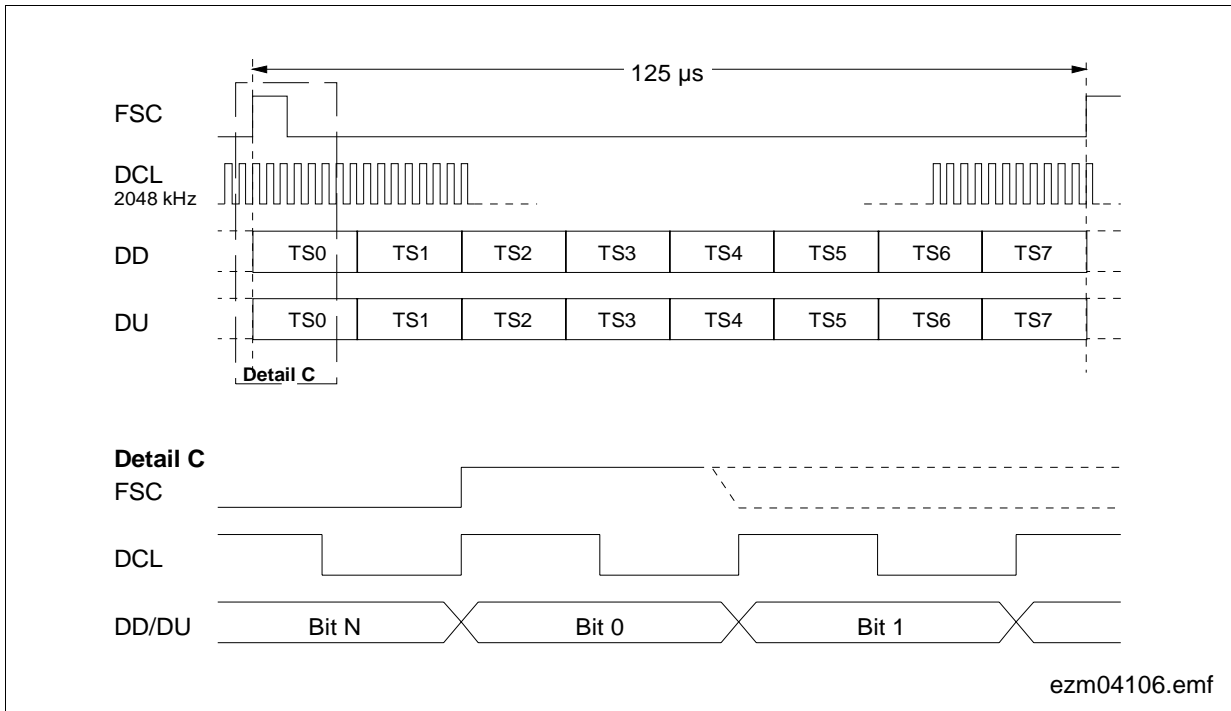 125 µs
FSC
DCL
2048 kHz
DD TS0 TS1 TS2 TS3 TS4 TS5 TS6 TS7
DU TS0 TS1 TS2 TS3 TS4 TS5 TS6 TS7
Detail C
Detail C
FSC
DCL
DD/DU Bit N Bit 0 Bit 1
ezm04106.emf